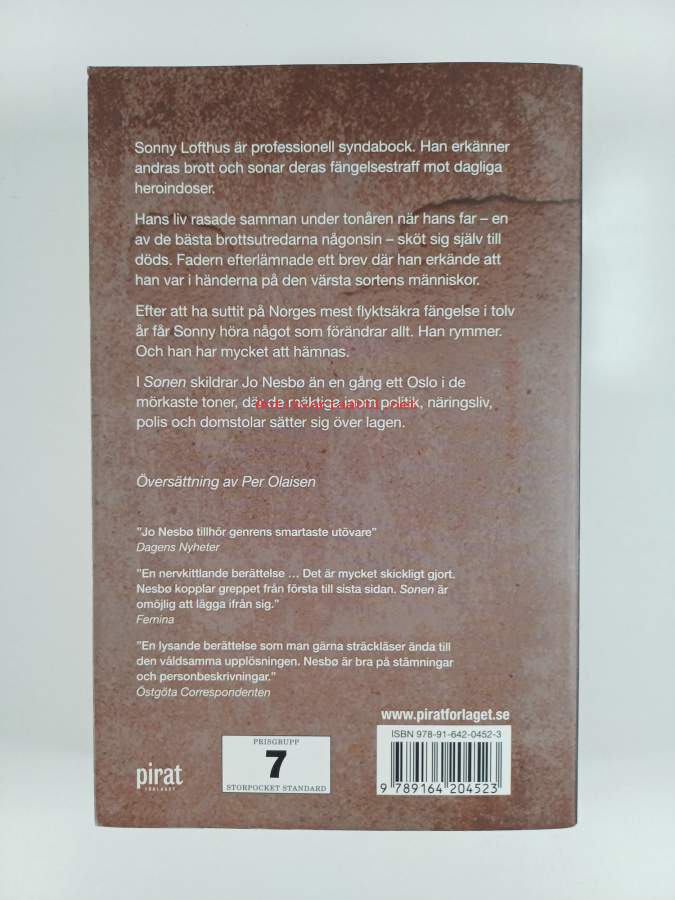 Sonny Lofthus är professionell syndabock. Han erkänner
andras brott och sonar deras fängelsestraff mot dagliga
heroindoser.
Hans liv rasade samman under tonåren när hans far – en
av de bästa brottsutredarna någonsin – sköt sig själv till
döds. Fadern efterlämnade ett brev där han erkände att
han var i händerna på den värsta sortens människor.
Efter att ha suttit på Norges mest flyktsäkra fängelse i tolv
år får Sonny höra något som förändrar allt. Han rymmer.
Och han har mycket att hämnas.
I Sonen skildrar Jo Nesbø än en gång ett Oslo i de
mörkaste toner, där de mäktiga inom politik, näringsliv,
polis och domstolar sätter sig över lagen.
Översättning av Per Olaisen
"Jo Nesbø tillhör genrens smartaste utövare"
Dagens Nyheter
"En nervkittlande berättelse … Det är mycket skickligt gjort.
Nesbø kopplar greppet från första till sista sidan. Sonen är
omöjlig att lägga ifrån sig."
Femina
"En lysande berättelse som man gärna sträckläser ända till
den våldsamma upplösningen. Nesbø är bra på stämningar
och personbeskrivningar."
Östgöta Correspondenten
www.piratforlaget.se
ISBN 978-91-642-0452-3
9 789164 204523
PRISGRUPP
7
STORPOCKET STANDARD
pirat
FÖRLAGET